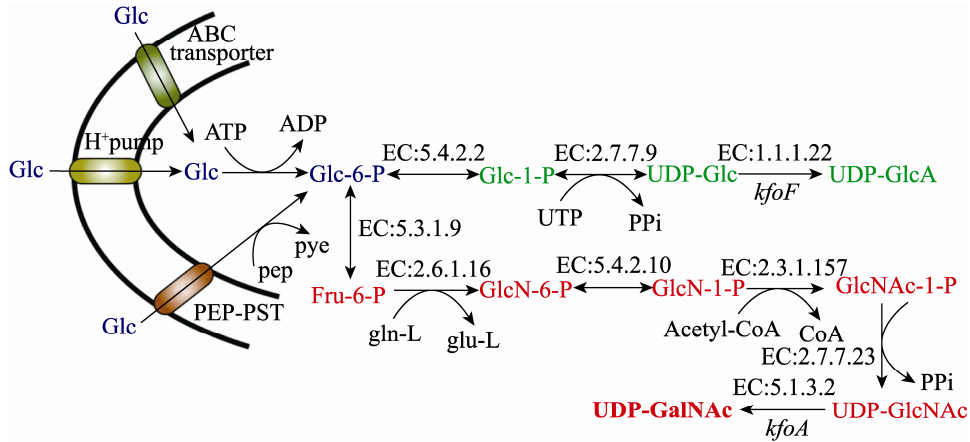 Glc
ABC
transporter
H⁺pump
ATP
ADP
Glc
Glc
Glc-6-P
EC:5.4.2.2
Glc-1-P
EC:2.7.7.9
UTP
PPi
UDP-Glc
EC:1.1.1.22
kfoF
UDP-GlcA
EC:5.3.1.9
pye
pep
PEP-PST
Glc
Fru-6-P
EC:2.6.1.16
gln-L
glu-L
GlcN-6-P
EC:5.4.2.10
GlcN-1-P
EC:2.3.1.157
Acetyl-CoA
CoA
GlcNAc-1-P
EC:2.7.7.23
PPi
UDP-GlcNAc
EC:5.1.3.2
kfoA
UDP-GalNAc